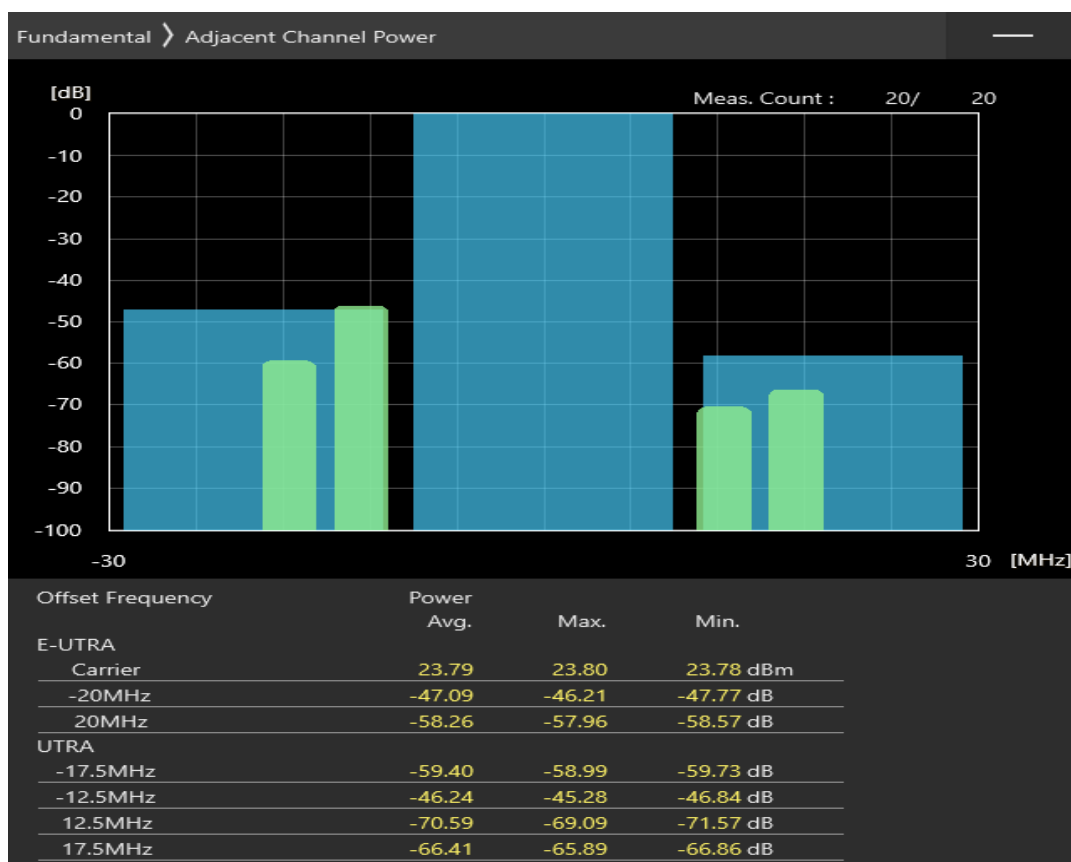 Fundamental 〉 Adjacent Channel Power
[dB]
Meas. Count : 20/ 20
0
-10
-20
-30
-40
-50
-60
-70
-80
-90
-100
-30 30 [MHz]
Offset Frequency Power
Avg. Max. Min.
E-UTRA
Carrier 23.79 23.80 23.78 dBm
-20MHz -47.09 -46.21 -47.77 dB
20MHz -58.26 -57.96 -58.57 dB
UTRA
-17.5MHz -59.40 -58.99 -59.73 dB
-12.5MHz -46.24 -45.28 -46.84 dB
12.5MHz -70.59 -69.09 -71.57 dB
17.5MHz -66.41 -65.89 -66.86 dB